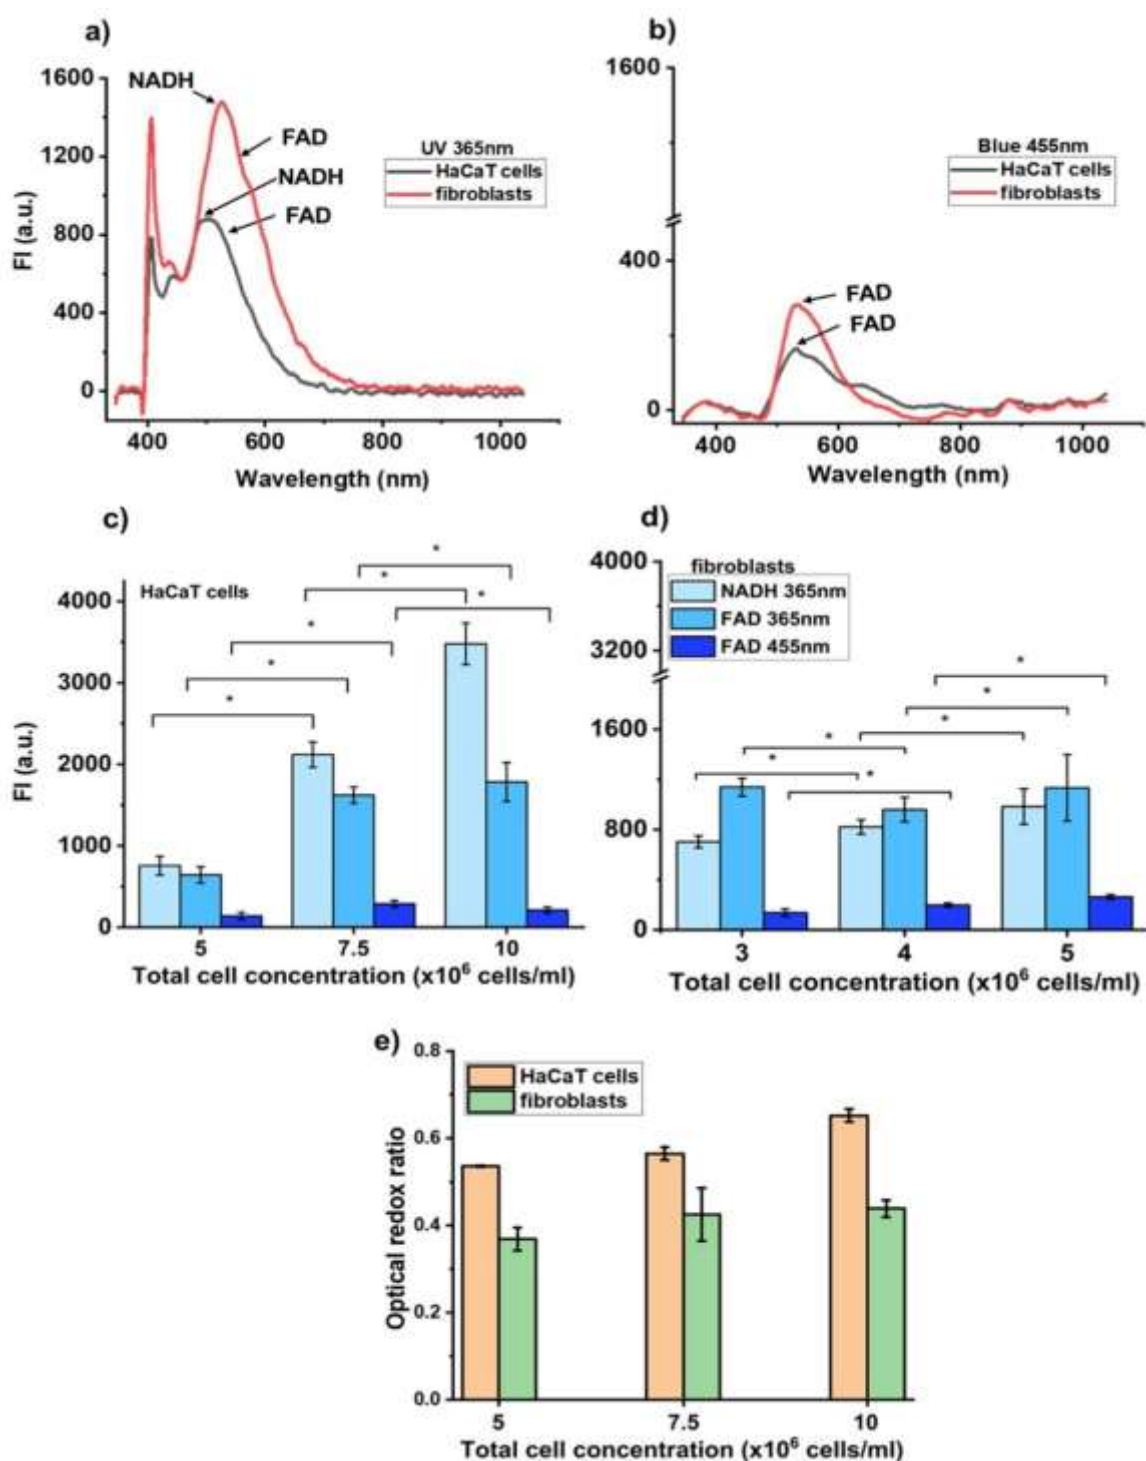 a)
1600
1200
800
400
0
FI (a.u.)
NADH
FAD
NADH
FAD
UV 365nm
HaCaT cells
fibroblasts
400 600 800 1000
Wavelength (nm)
b)
1600
400
0
Blue 455nm
HaCaT cells
fibroblasts
FAD
FAD
400 600 800 1000
Wavelength (nm)
c)
HaCaT cells
4000
3000
2000
1000
0
FI (a.u.)
* * * * * *
5 7.5 10
Total cell concentration (x10⁶ cells/ml)
d)
4000
3200
1600
800
0
fibroblasts
NADH 365nm
FAD 365nm
FAD 455nm
* * * * * *
3 4 5
Total cell concentration (x10⁶ cells/ml)
e)
0.8
0.6
0.4
0.2
0.0
Optical redox ratio
HaCaT cells
fibroblasts
5 7.5 10
Total cell concentration (x10⁶ cells/ml)